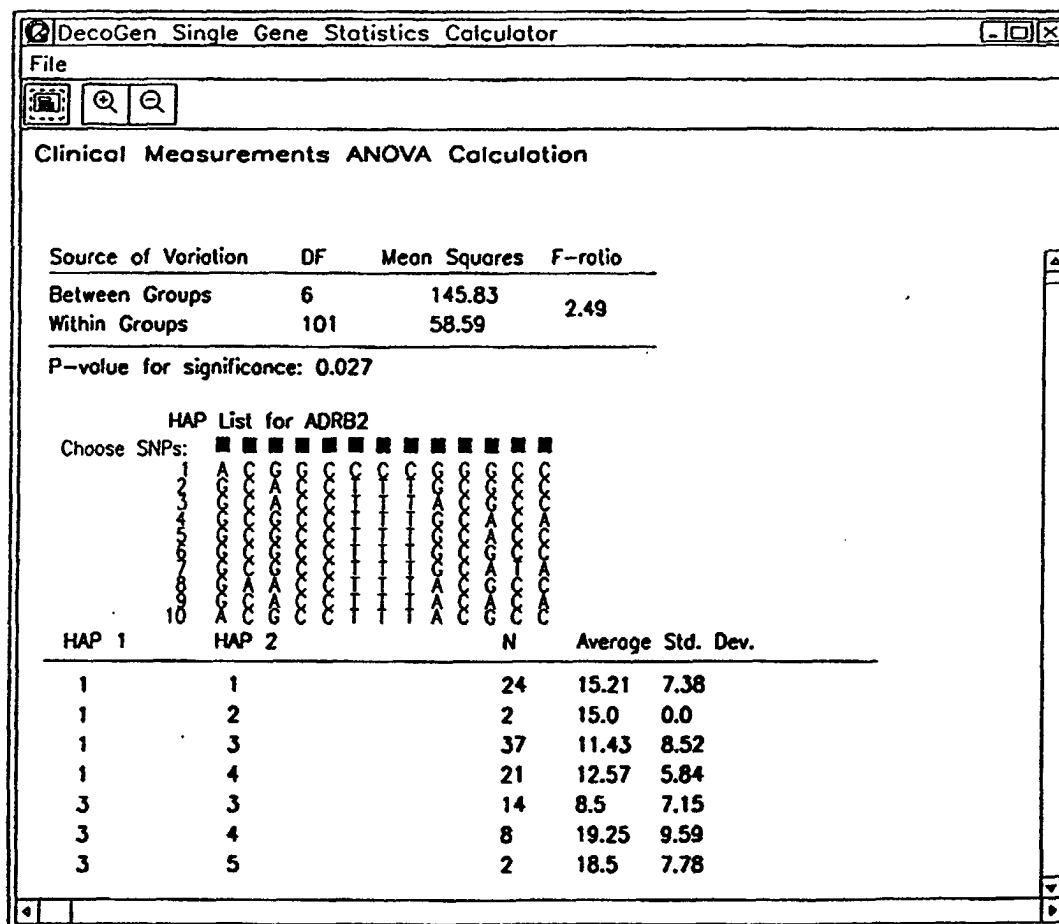 DecoGen Single Gene Statistics Calculator
File
Clinical Measurements ANOVA Calculation
Source of Variation DF Mean Squares F-ratio
Between Groups 6 145.83
2.49
Within Groups 101 58.59
P-value for significance: 0.027
HAP List for ADRB2
Choose SNPs:
1 A C G G C C C C G G G C C
2 G C A C C T T T G C G C C
3 G C A C C T T T A C G C C
4 G C G C C T T T G C A C A
5 G C G C C T T T G C A C C
6 G C G C C T T T G C G C C
7 G C G C C T T T G C A T A
8 G A A C C T T T A C G C C
9 G C A C C T T T A C A C A
10 A C G C C T T T A C G C C
HAP 1 HAP 2 N Average Std. Dev.
1 1 24 15.21 7.38
1 2 2 15.0 0.0
1 3 37 11.43 8.52
1 4 21 12.57 5.84
3 3 14 8.5 7.15
3 4 8 19.25 9.59
3 5 2 18.5 7.78